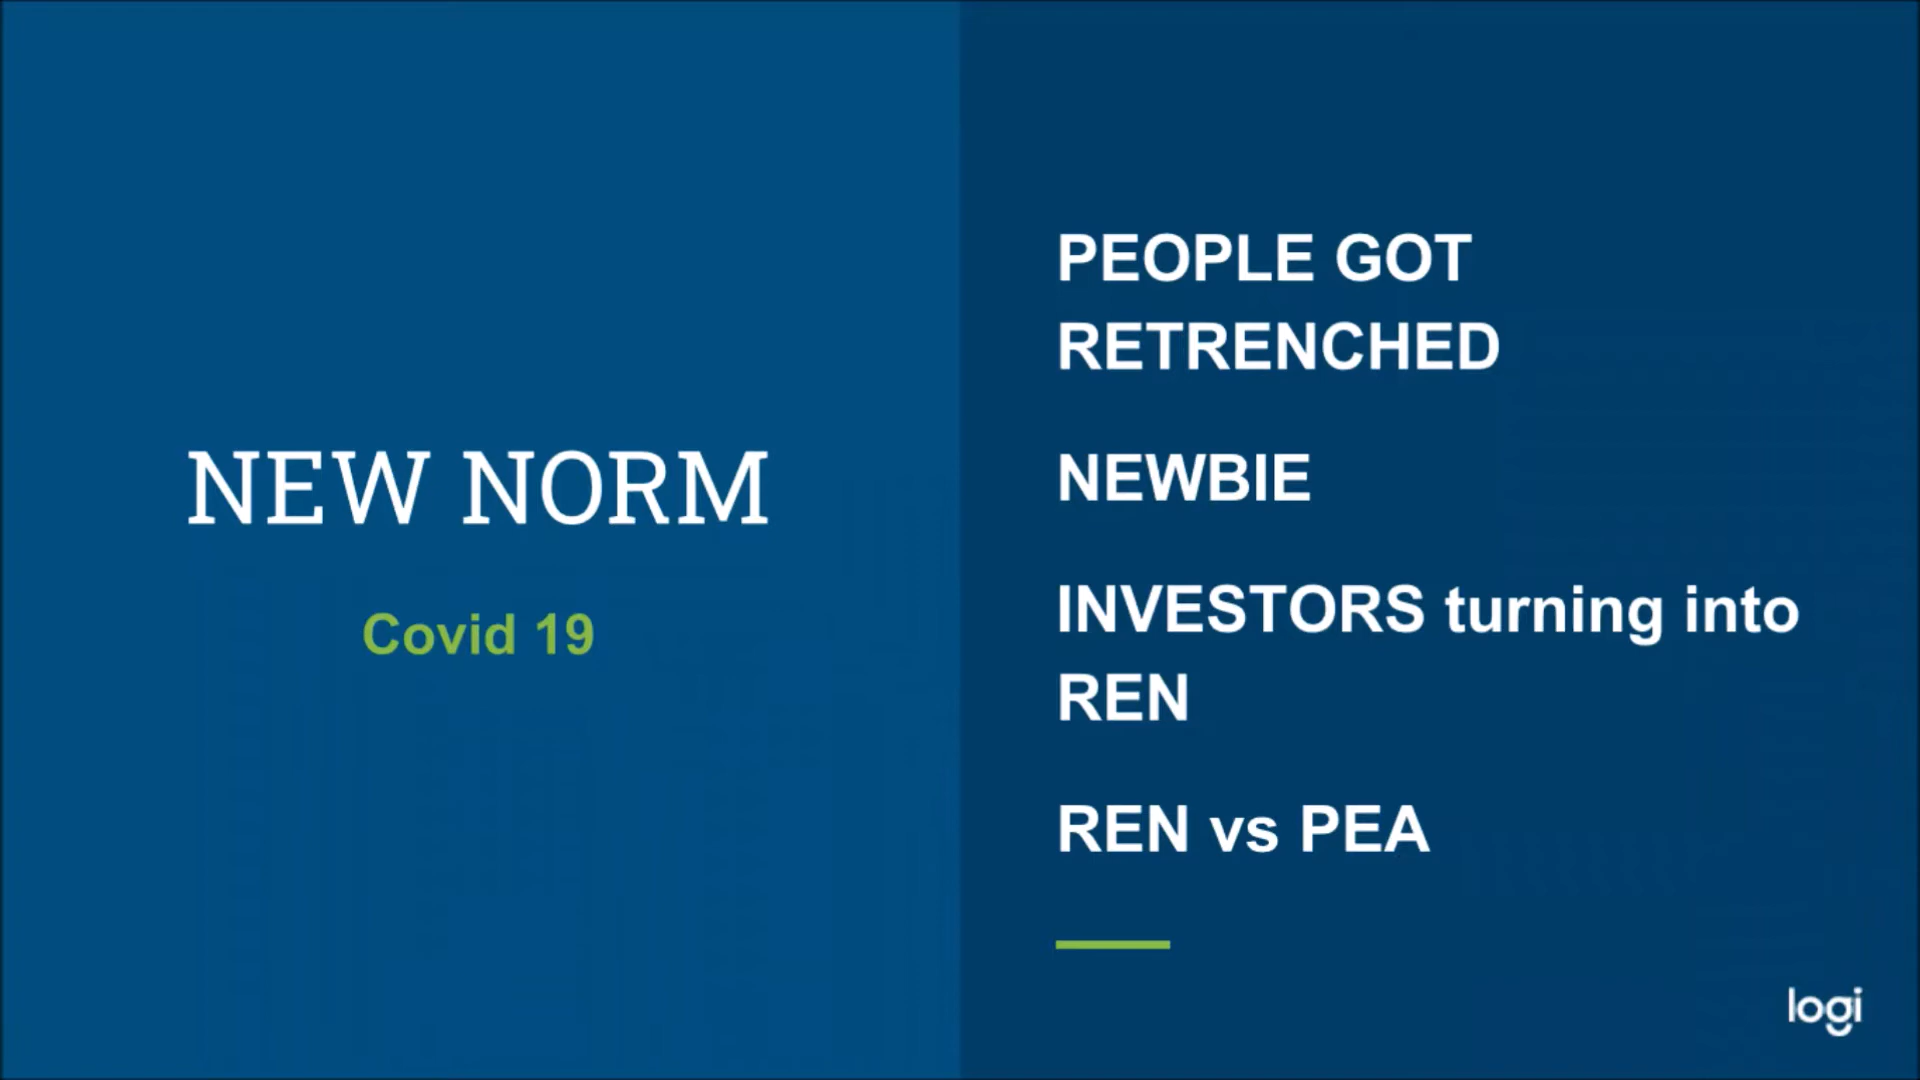 NEW NORM
Covid 19
PEOPLE GOT
RETRENCHED
NEWBIE
INVESTORS turning into
REN
REN vs PEA
logi